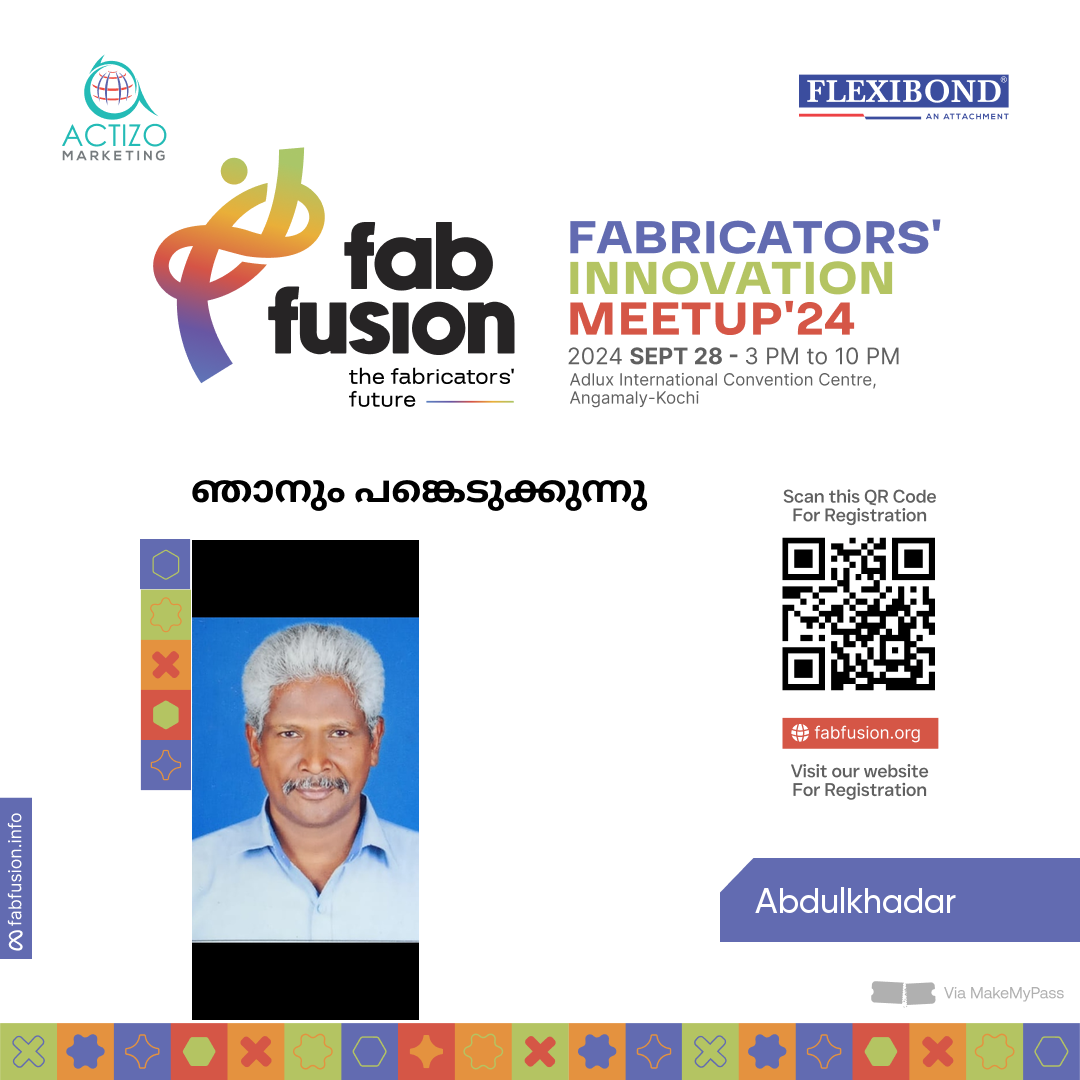 ACTIZO
MARKETING
FLEXIBOND®
AN ATTACHMENT
fab
fusion
the fabricators'
future
FABRICATORS'
INNOVATION
MEETUP'24
2024 SEPT 28 - 3 PM to 10 PM
Adlux International Convention Centre,
Angamaly-Kochi
ഞാനും പങ്കെടുക്കുന്നു
Scan this QR Code
For Registration
fabfusion.org
Visit our website
For Registration
fabfusion.info
Abdulkhadar
Via MakeMyPass